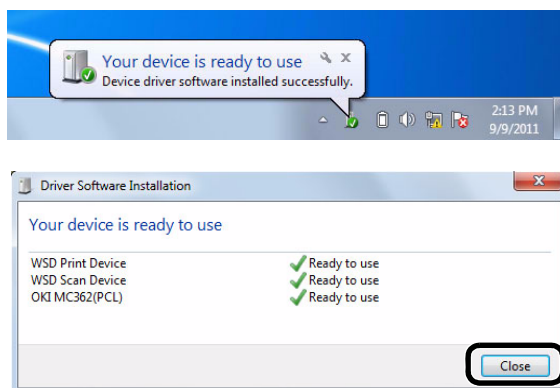 Your device is ready to use
Device driver software installed successfully.
2:13 PM
9/9/2011
Driver Software Installation
Your device is ready to use
WSD Print Device Ready to use
WSD Scan Device Ready to use
OKI MC362(PCL) Ready to use
Close